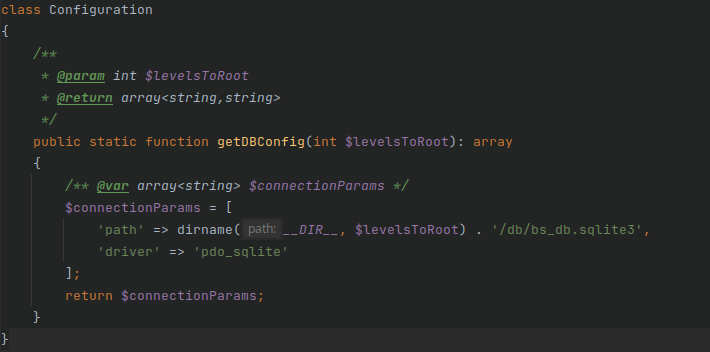 class Configuration
{
    /**
     * @param int $levelsToRoot
     * @return array<string,string>
     */
    public static function getDBConfig(int $levelsToRoot): array
    {
        /** @var array<string> $connectionParams */
        $connectionParams = [
            'path' => dirname( path: __DIR__, $levelsToRoot) . '/db/bs_db.sqlite3',
            'driver' => 'pdo_sqlite'
        ];
        return $connectionParams;
    }
}